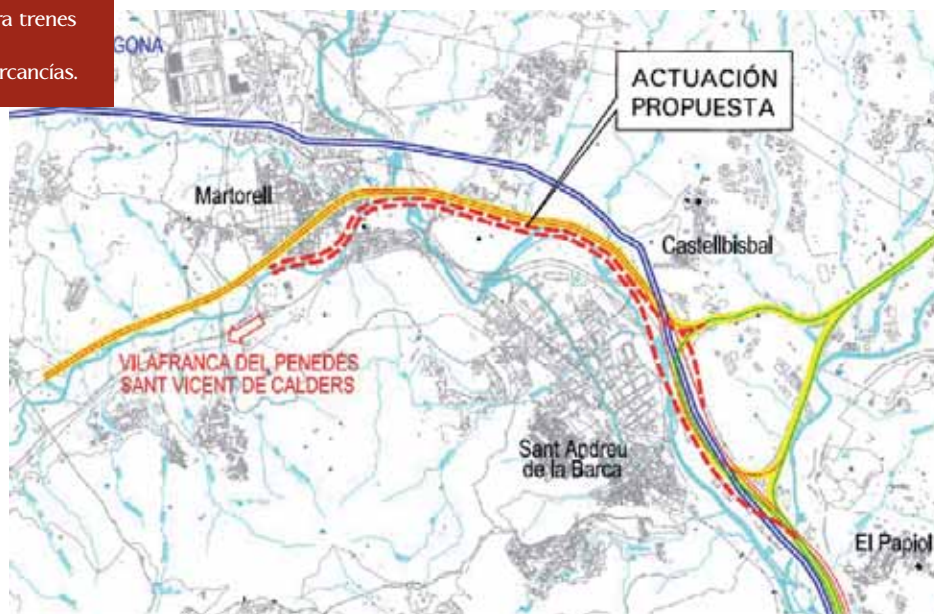 ra trenes
rcancías.
GONA
ACTUACIÓN
PROPUESTA
Martorell
Castellbisbal
VILAFRANCA DEL PENEDÉS
SANT VICENT DE CALDERS
Sant Andreu
de la Barca
El Papiol